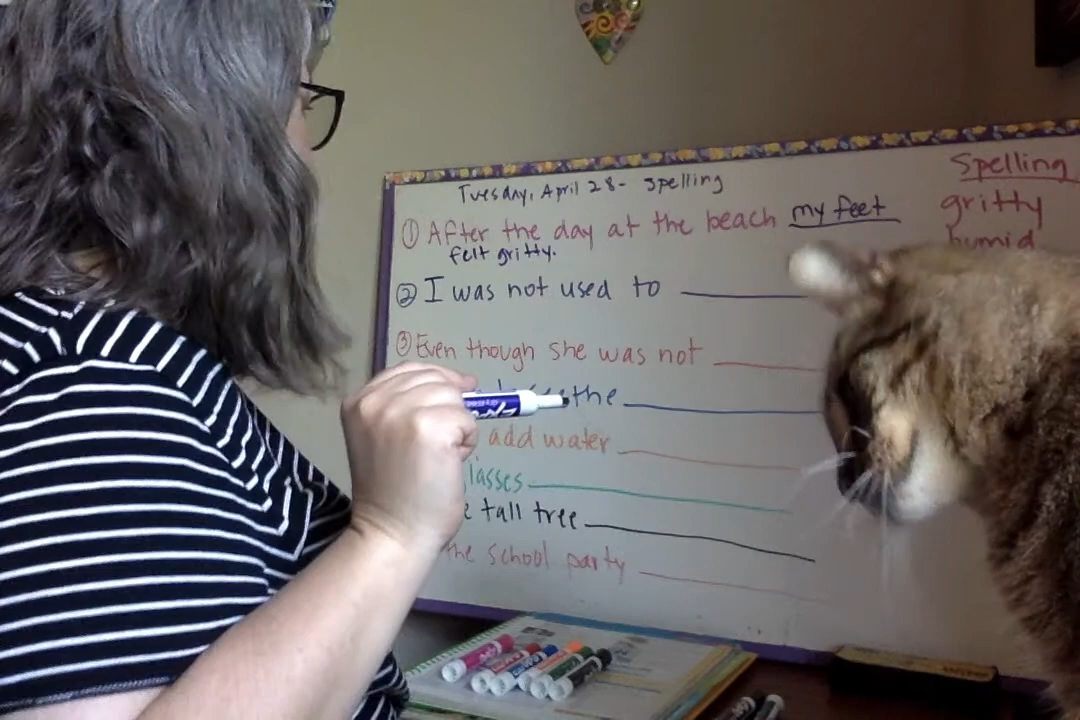 Tuesday, April 28- Spelling
① After the day at the beach my feet
felt gritty.
② I was not used to
③ Even though she was not
the
add water
lasses
tall tree
the school party
Spelling
gritty
humid